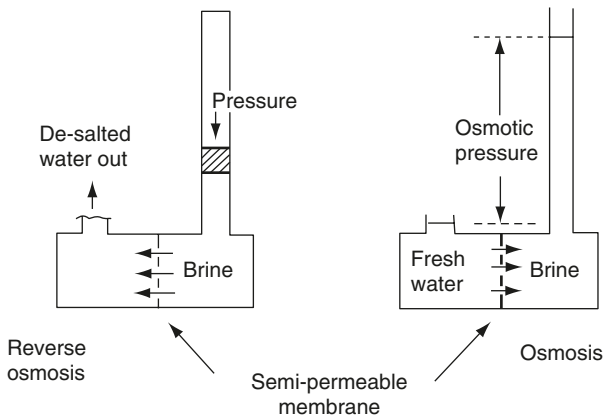 Pressure
De-salted
water out
Brine
Reverse
osmosis
Osmotic
pressure
Fresh
water
Brine
Osmosis
Semi-permeable
membrane